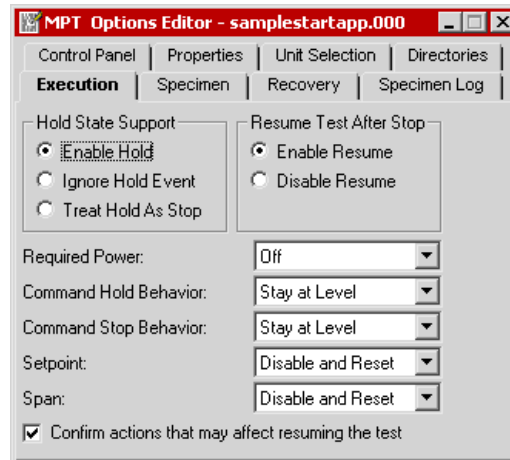 MPT Options Editor - samplestartapp.000
Control Panel Properties Unit Selection Directories
Execution Specimen Recovery Specimen Log
Hold State Support Resume Test After Stop
Enable Hold Enable Resume
Ignore Hold Event Disable Resume
Treat Hold As Stop
Required Power: Off
Command Hold Behavior: Stay at Level
Command Stop Behavior: Stay at Level
Setpoint: Disable and Reset
Span: Disable and Reset
Confirm actions that may affect resuming the test